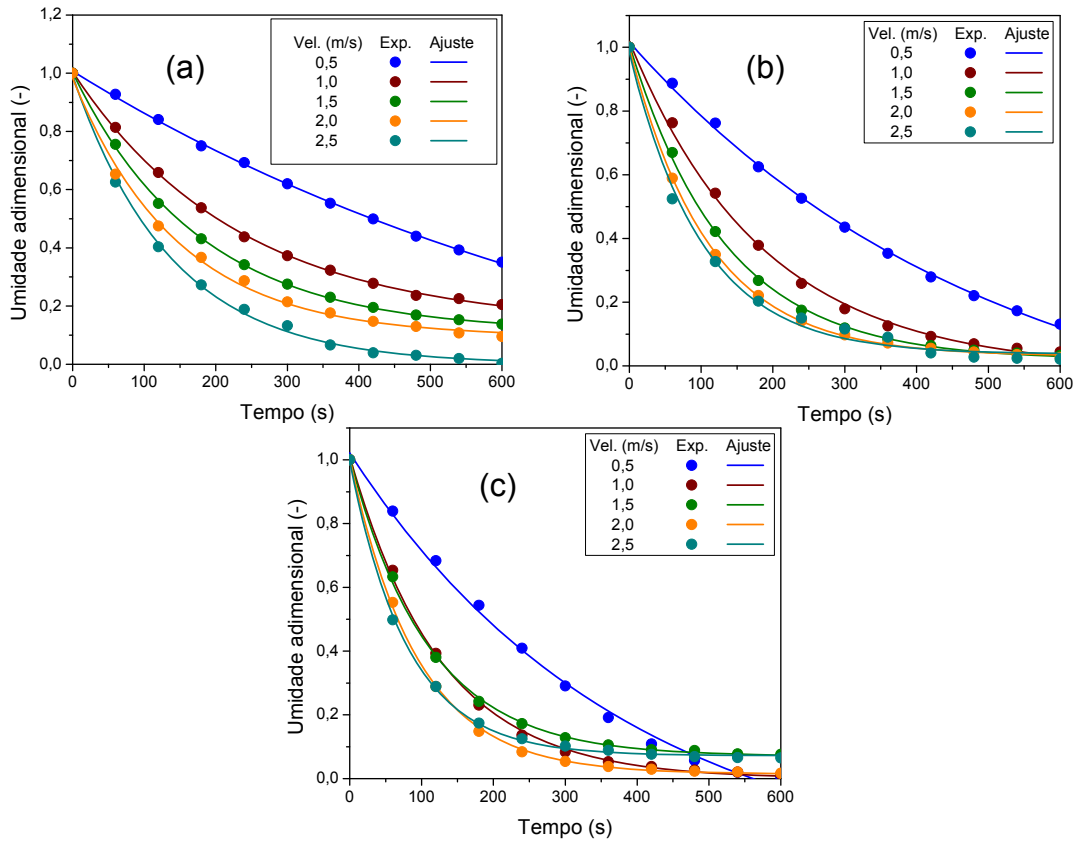 (a)
Vel. (m/s) Exp. Ajuste
0,5
1,0
1,5
2,0
2,5
1,2
1,0
0,8
0,6
0,4
0,2
0,0
Umidade adimensional (-)
0 100 200 300 400 500 600
Tempo (s)
(b)
Vel. (m/s) Exp. Ajuste
0,5
1,0
1,5
2,0
2,5
1,0
0,8
0,6
0,4
0,2
0,0
Umidade adimensional (-)
0 100 200 300 400 500 600
Tempo (s)
(c)
Vel. (m/s) Exp. Ajuste
0,5
1,0
1,5
2,0
2,5
1,0
0,8
0,6
0,4
0,2
0,0
Umidade adimensional (-)
0 100 200 300 400 500 600
Tempo (s)